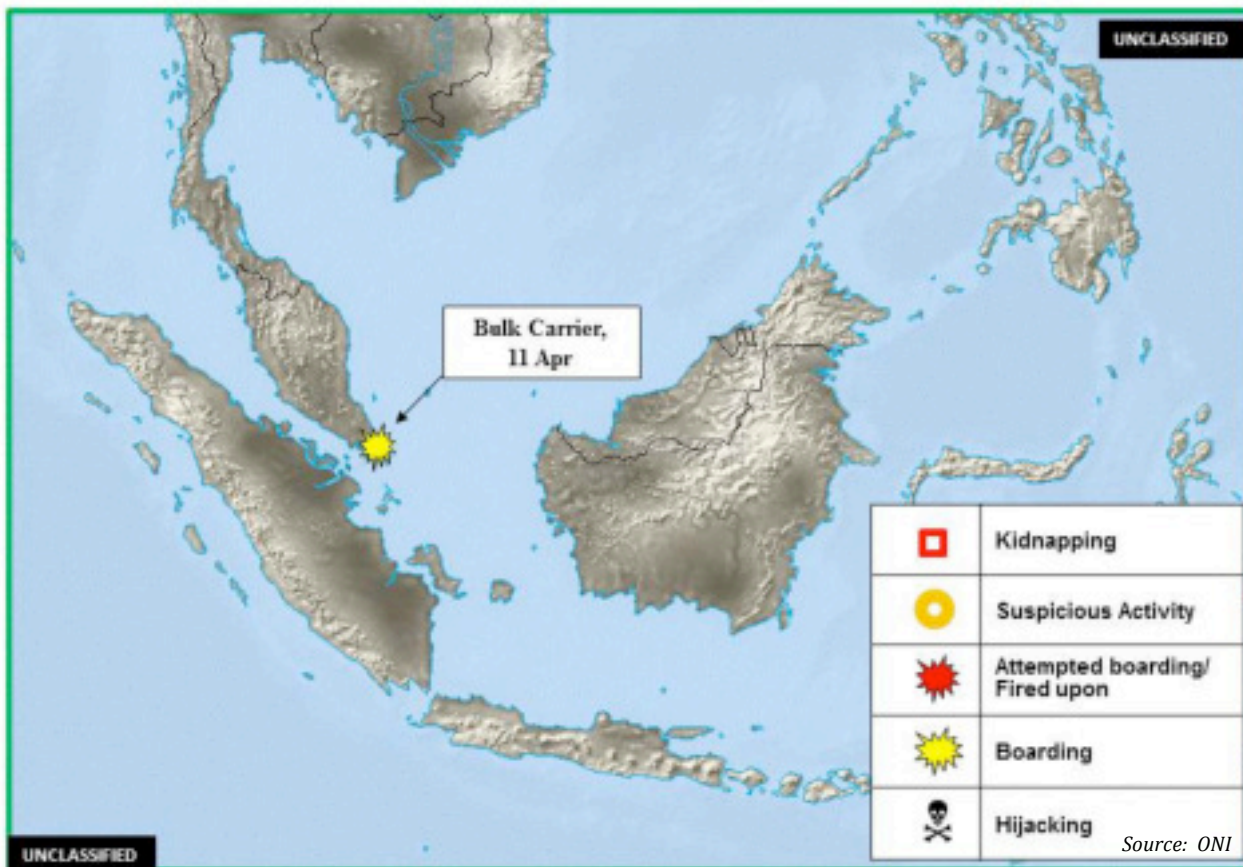 UNCLASSIFIED
Bulk Carrier,
11 Apr
Kidnapping
Suspicious Activity
Attempted boarding/
Fired upon
Boarding
Hijacking
Source: ONI
UNCLASSIFIED